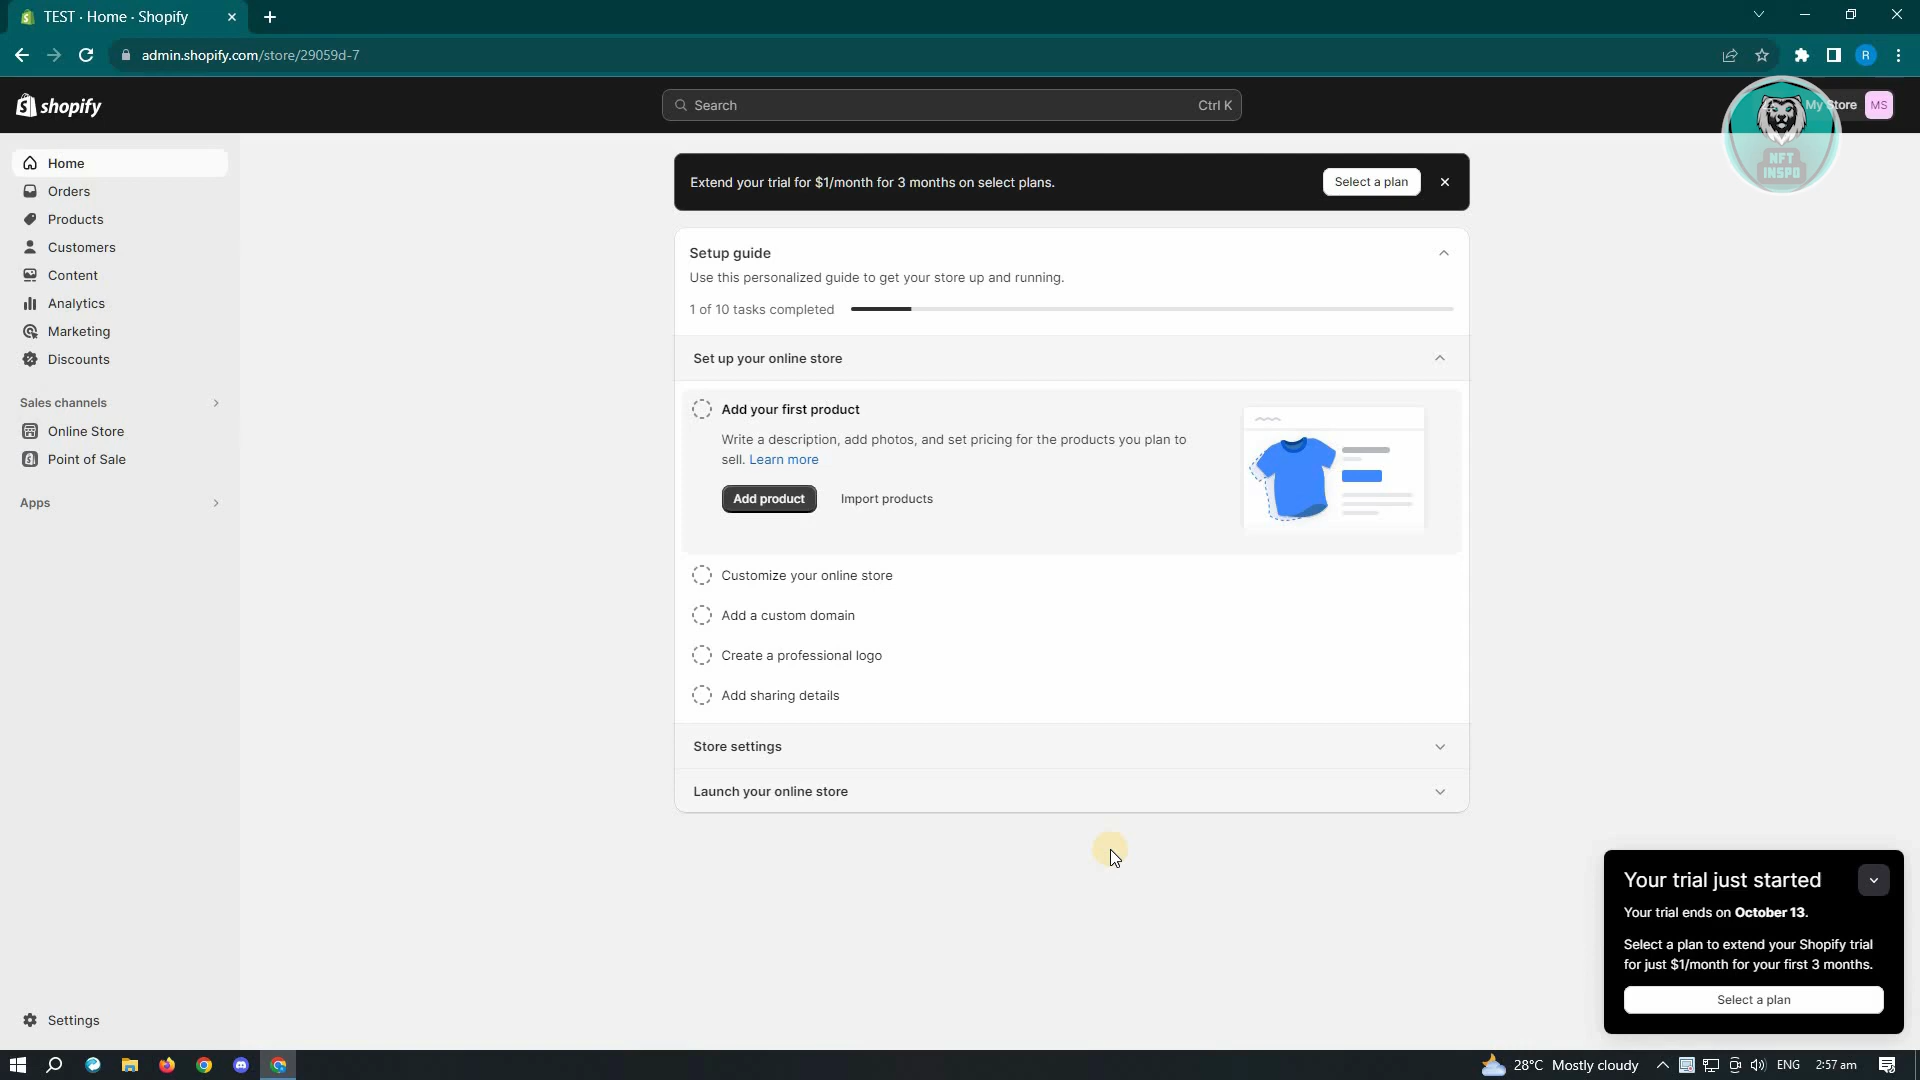 TEST · Home · Shopify
admin.shopify.com/store/29059d-7
R
shopify
Search
Ctrl K
My Store
MS
NFT
INSPO
Home
Orders
Products
Customers
Content
Analytics
Marketing
Discounts
Sales channels
Online Store
Point of Sale
Apps
Settings
Extend your trial for $1/month for 3 months on select plans.
Select a plan
Setup guide
Use this personalized guide to get your store up and running.
1 of 10 tasks completed
Set up your online store
Add your first product
Write a description, add photos, and set pricing for the products you plan to
sell. Learn more
Add product
Import products
Customize your online store
Add a custom domain
Create a professional logo
Add sharing details
Store settings
Launch your online store
Your trial just started
Your trial ends on October 13.
Select a plan to extend your Shopify trial
for just $1/month for your first 3 months.
Select a plan
28°C Mostly cloudy
ENG
2:57 am